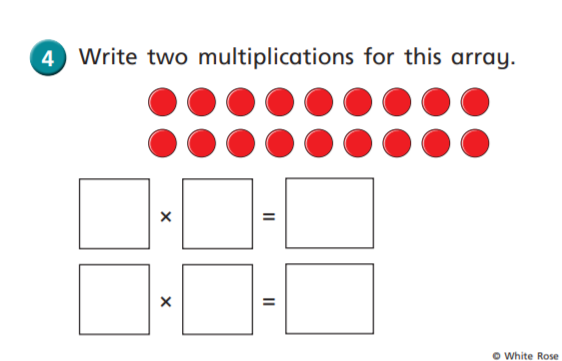 4 Write two multiplications for this array.
× =
× =
© White Rose